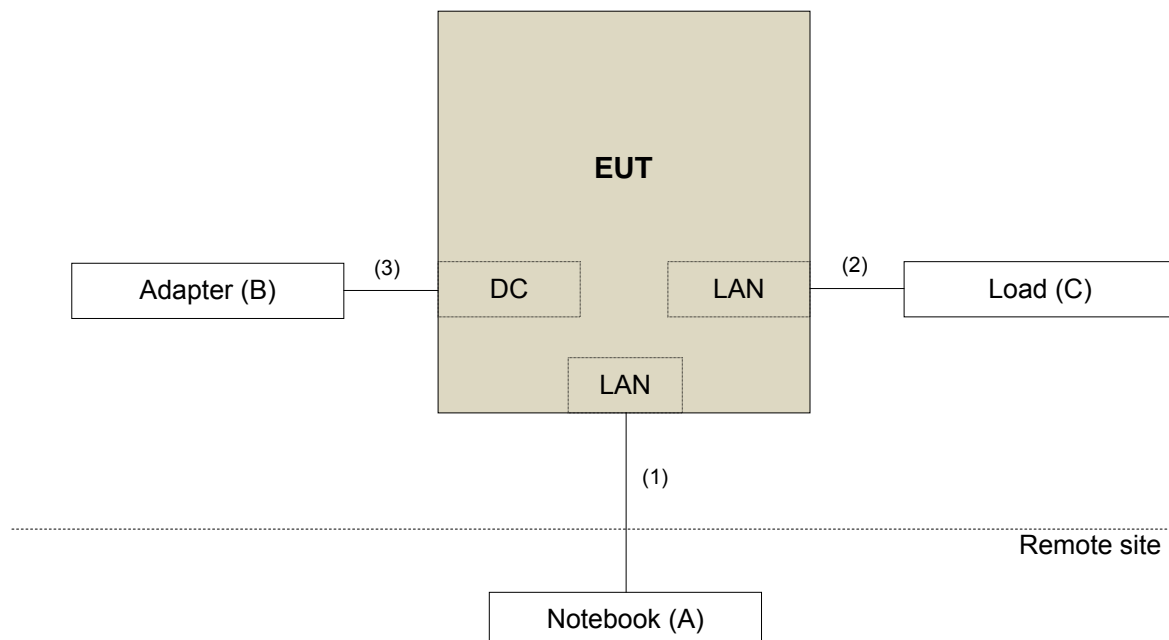 EUT
Adapter (B)
(3)
DC
LAN
(2)
Load (C)
LAN
(1)
Remote site
Notebook (A)